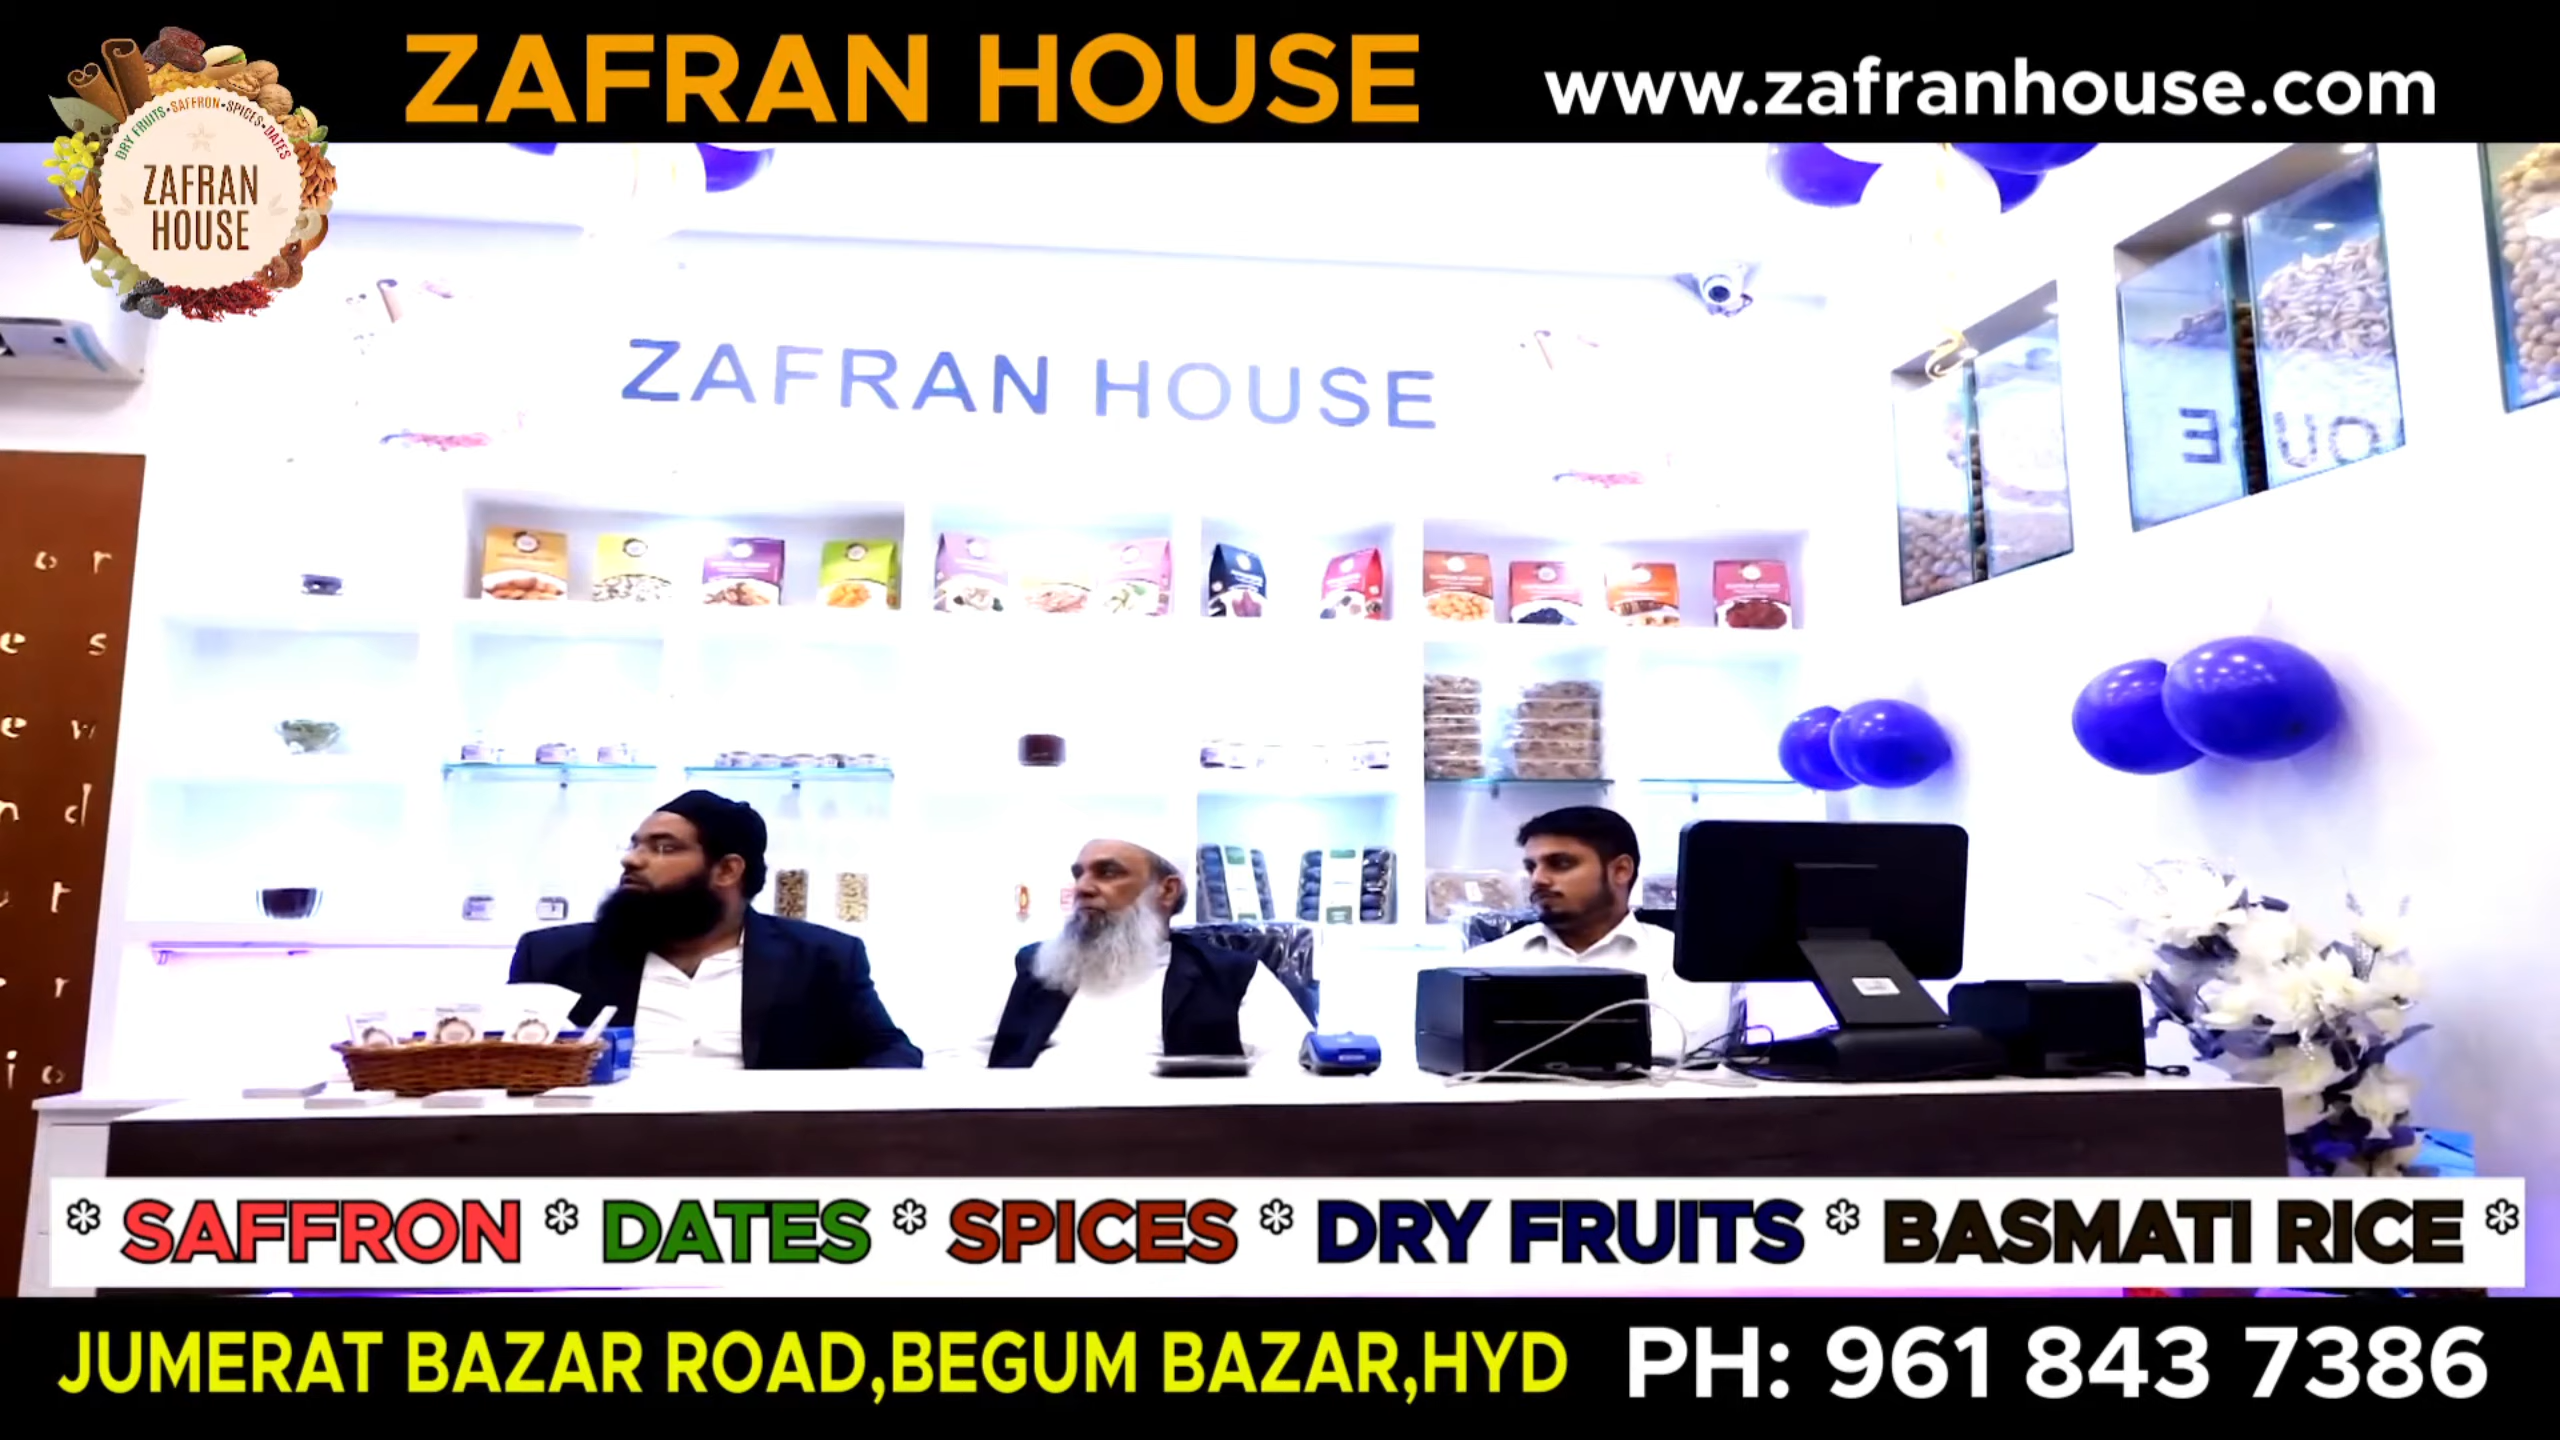 ZAFRAN HOUSE
www.zafranhouse.com
DRY FRUITS•SAFFRON•SPICES•DATES
ZAFRAN
HOUSE
ZAFRAN HOUSE
* SAFFRON * DATES * SPICES * DRY FRUITS * BASMATI RICE *
JUMERAT BAZAR ROAD,BEGUM BAZAR,HYD
PH: 961 843 7386